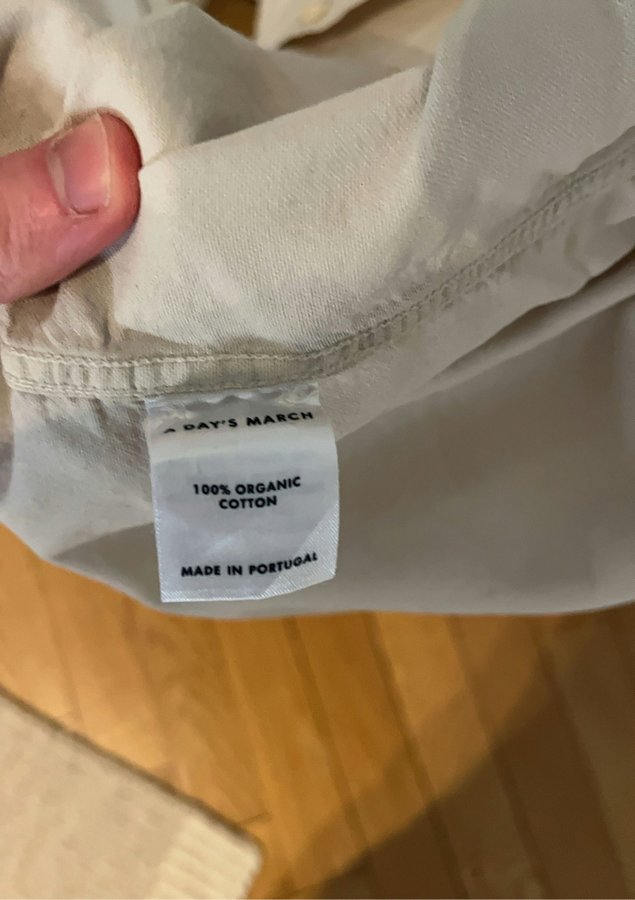 A DAY'S MARCH
100% ORGANIC
COTTON
MADE IN PORTUGAL